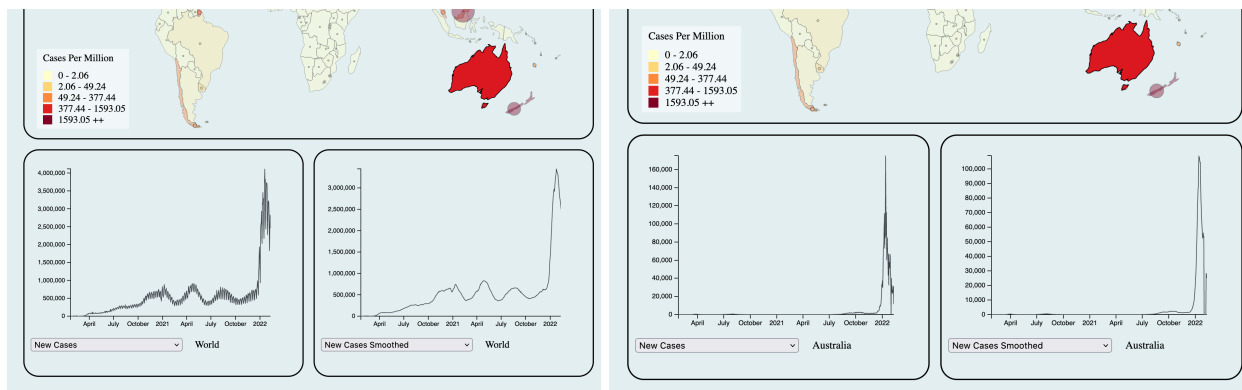 Cases Per Million
0 - 2.06
2.06 - 49.24
49.24 - 377.44
377.44 - 1593.05
1593.05 ++
4,000,000
3,500,000
3,000,000
2,500,000
2,000,000
1,500,000
1,000,000
500,000
0
April July October 2021 April July October 2022
New Cases World
3,000,000
2,500,000
2,000,000
1,500,000
1,000,000
500,000
0
April July October 2021 April July October 2022
New Cases Smoothed World
Cases Per Million
0 - 2.06
2.06 - 49.24
49.24 - 377.44
377.44 - 1593.05
1593.05 ++
160,000
140,000
120,000
100,000
80,000
60,000
40,000
20,000
0
April July October 2021 April July October 2022
New Cases Australia
100,000
90,000
80,000
70,000
60,000
50,000
40,000
30,000
20,000
10,000
0
April July October 2021 April July October 2022
New Cases Smoothed Australia